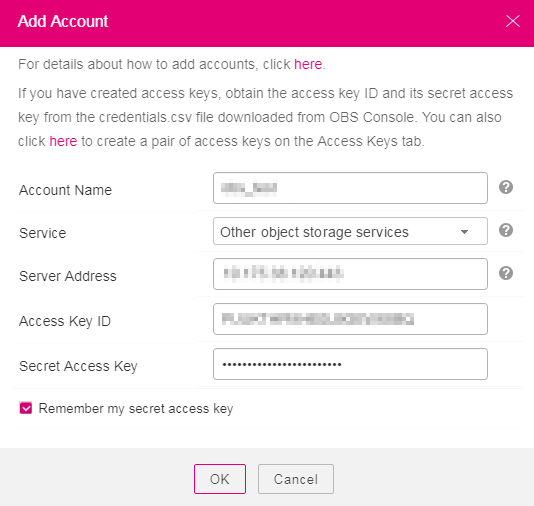 Add Account
For details about how to add accounts, click here.
If you have created access keys, obtain the access key ID and its secret access
key from the credentials.csv file downloaded from OBS Console. You can also
click here to create a pair of access keys on the Access Keys tab.
Account Name
Service Other object storage services
Server Address
Access Key ID
Secret Access Key ••••••••••••••••••••••••
Remember my secret access key
OK Cancel